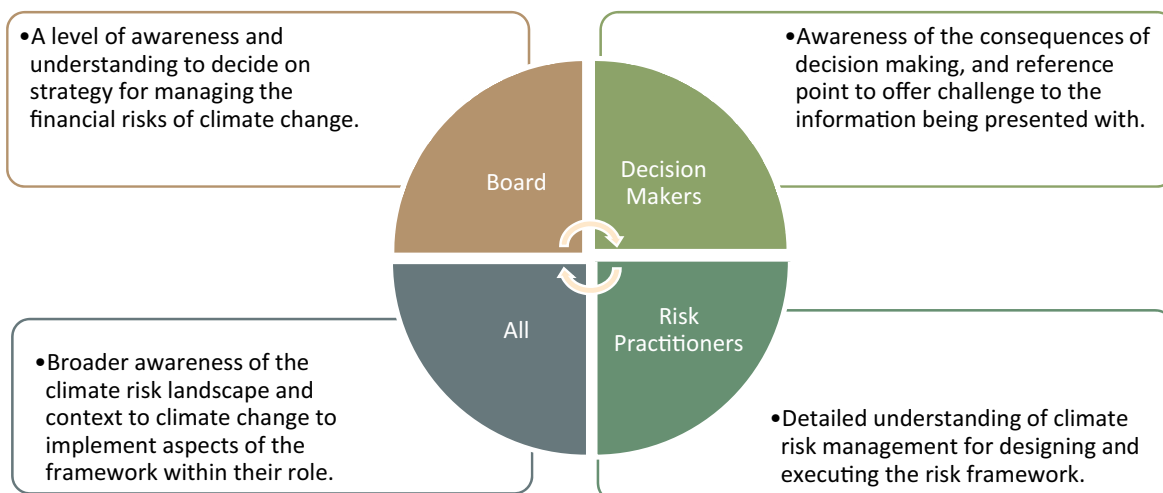 •A level of awareness and
understanding to decide on
strategy for managing the
financial risks of climate change.
•Awareness of the consequences of
decision making, and reference
point to offer challenge to the
information being presented with.
Board
Decision
Makers
All
Risk
Practitioners
•Broader awareness of the
climate risk landscape and
context to climate change to
implement aspects of the
framework within their role.
•Detailed understanding of climate
risk management for designing and
executing the risk framework.